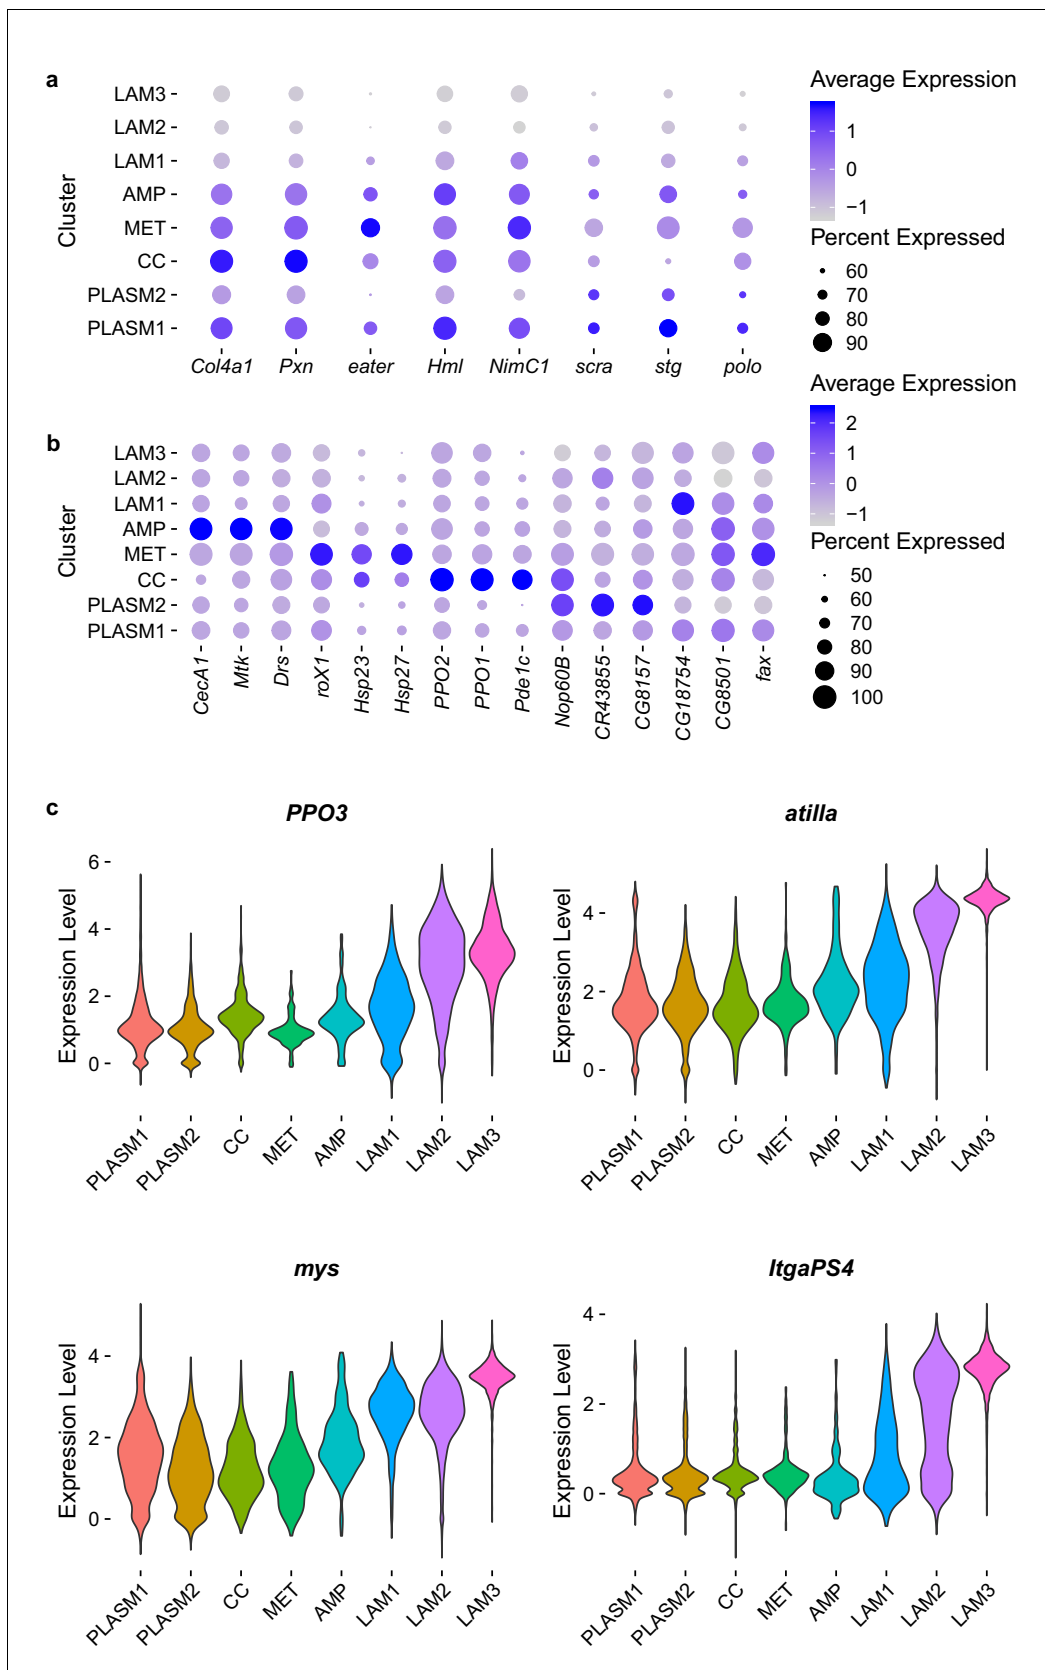 a
LAM3
LAM2
LAM1
AMP
MET
CC
PLASM2
PLASM1
Cluster
Col4a1 Pxn eater Hml NimC1 scra stg polo
Average Expression
1
0
−1
Percent Expressed
60
70
80
90
b
LAM3
LAM2
LAM1
AMP
MET
CC
PLASM2
PLASM1
Cluster
CecA1 Mtk Drs roX1 Hsp23 Hsp27 PPO2 PPO1 Pde1c Nop60B CR43855 CG8157 CG18754 CG8501 fax
Average Expression
2
1
0
−1
Percent Expressed
50
60
70
80
90
100
c
PPO3
Expression Level
6
4
2
0
PLASM1 PLASM2 CC MET AMP LAM1 LAM2 LAM3
atilla
4
2
0
PLASM1 PLASM2 CC MET AMP LAM1 LAM2 LAM3
mys
Expression Level
4
2
0
PLASM1 PLASM2 CC MET AMP LAM1 LAM2 LAM3
ItgaPS4
Expression Level
4
2
0
PLASM1 PLASM2 CC MET AMP LAM1 LAM2 LAM3